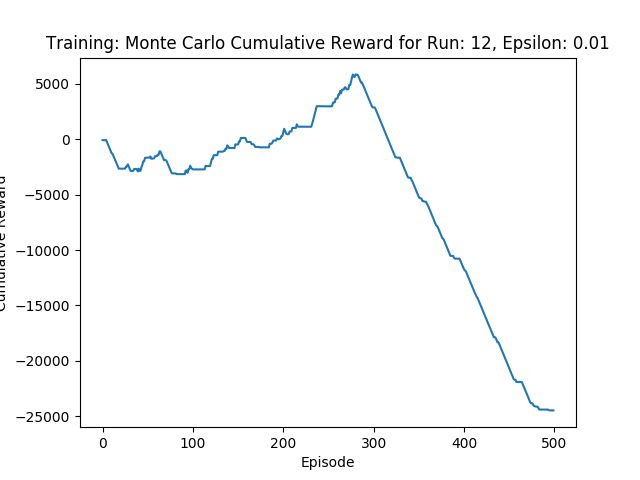 Training: Monte Carlo Cumulative Reward for Run: 12, Epsilon: 0.01
Cumulative Reward
5000
0
−5000
−10000
−15000
−20000
−25000
0 100 200 300 400 500
Episode